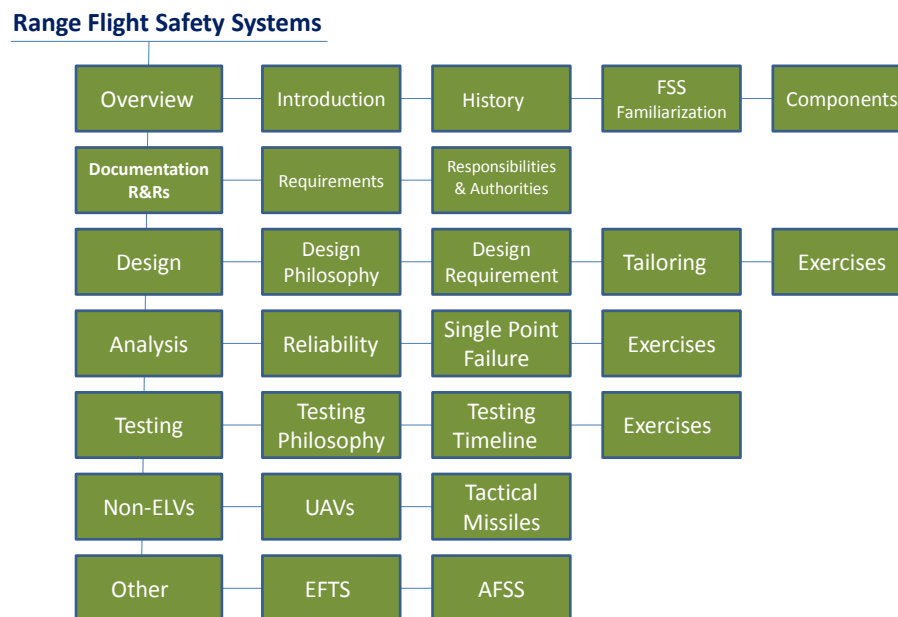 Range Flight Safety Systems
Overview
Introduction
History
FSS
Familiarization
Components
Documentation
R&Rs
Requirements
Responsibilities
& Authorities
Design
Design
Philosophy
Design
Requirement
Tailoring
Exercises
Analysis
Reliability
Single Point
Failure
Exercises
Testing
Testing
Philosophy
Testing
Timeline
Exercises
Non-ELVs
UAVs
Tactical
Missiles
Other
EFTS
AFSS